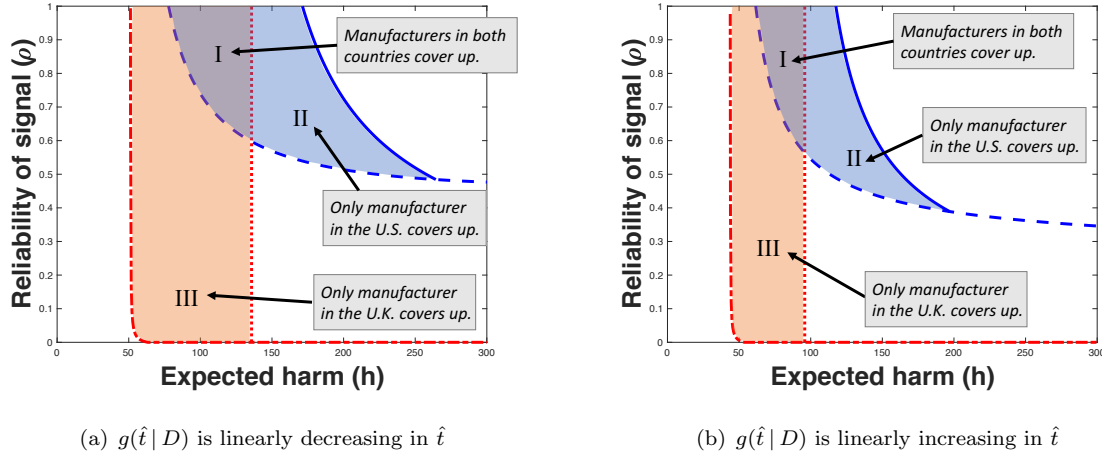 Reliability of signal (ρ)
1
0.9
0.8
0.7
0.6
0.5
0.4
0.3
0.2
0.1
0
I
Manufacturers in both
countries cover up.
II
Only manufacturer
in the U.S. covers up.
III
Only manufacturer
in the U.K. covers up.
0 50 100 150 200 250 300
Expected harm (h)
(a) g(t̂ | D) is linearly decreasing in t̂
Reliability of signal (ρ)
1
0.9
0.8
0.7
0.6
0.5
0.4
0.3
0.2
0.1
0
I
Manufacturers in both
countries cover up.
II
Only manufacturer
in the U.S. covers up.
III
Only manufacturer
in the U.K. covers up.
0 50 100 150 200 250 300
Expected harm (h)
(b) g(t̂ | D) is linearly increasing in t̂